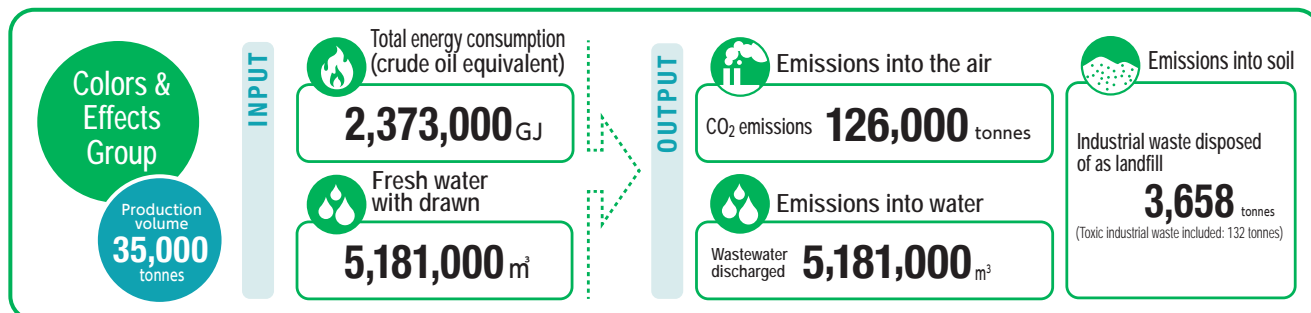 Colors &
Effects
Group
Production
volume
35,000
tonnes
INPUT
Total energy consumption
(crude oil equivalent)
2,373,000 GJ
Fresh water
with drawn
5,181,000 m³
OUTPUT
Emissions into the air
CO₂ emissions 126,000 tonnes
Emissions into water
Wastewater
discharged 5,181,000 m³
Emissions into soil
Industrial waste disposed
of as landfill
3,658 tonnes
(Toxic industrial waste included: 132 tonnes)